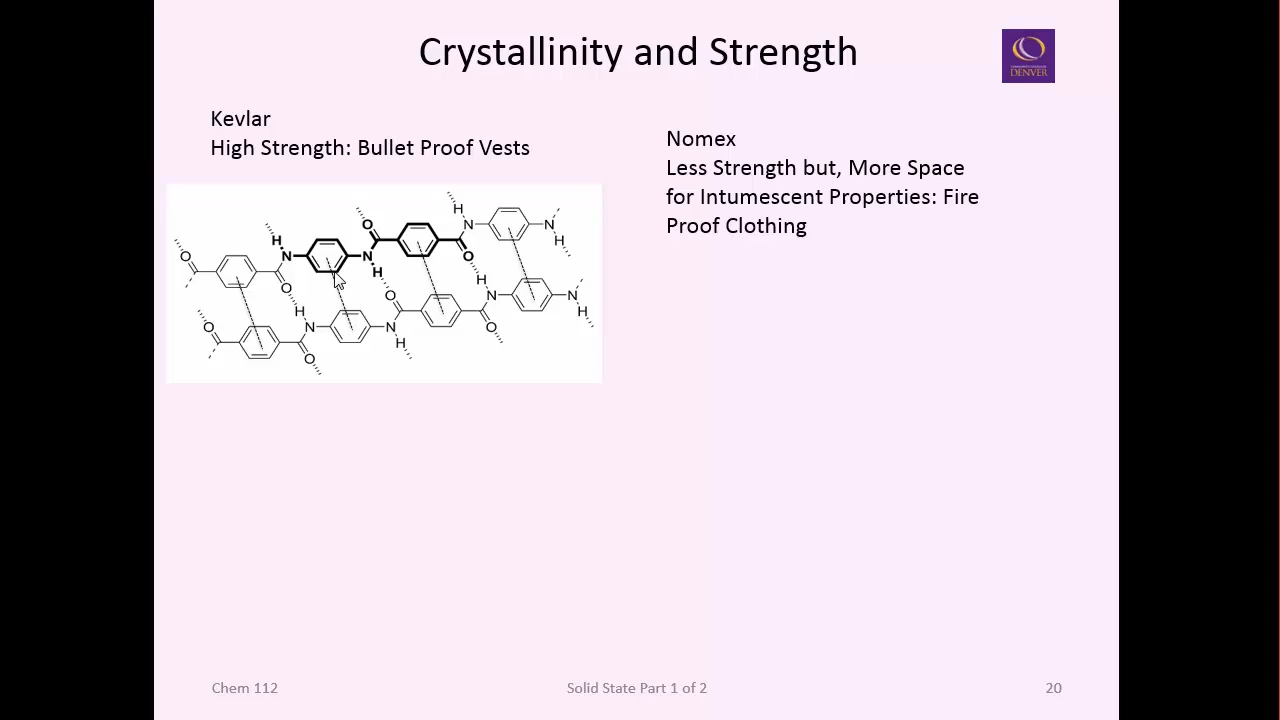 Crystallinity and Strength
DENVER
Kevlar
High Strength: Bullet Proof Vests
Nomex
Less Strength but, More Space
for Intumescent Properties: Fire
Proof Clothing
H
N
H
O
O
H
N
N
H
O
N
H
O
O
H
N
N
H
O
H
N
N
H
O
O
O
Chem 112
Solid State Part 1 of 2
20